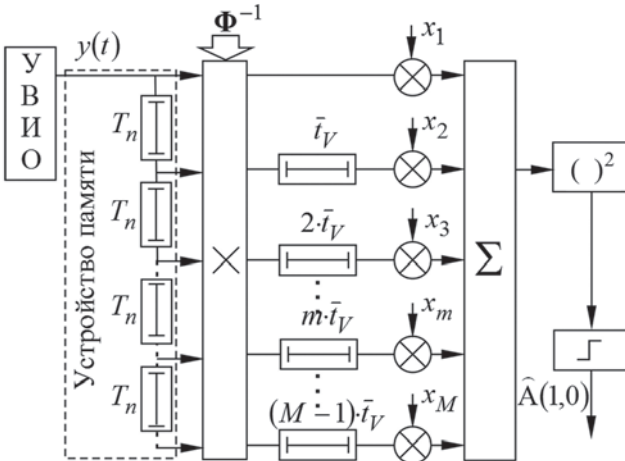 Φ⁻¹
УВИО
y(t)
Устройство памяти
Tₙ
Tₙ
Tₙ
Tₙ
×
t̄_V
2·t̄_V
m·t̄_V
(M−1)·t̄_V
x₁
x₂
x₃
x_m
x_M
Σ
( )²
Â(1,0)